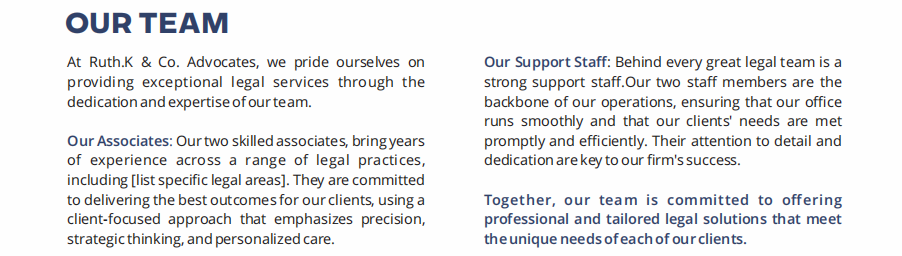 OUR TEAM
At Ruth.K & Co. Advocates, we pride ourselves on
providing exceptional legal services through the
dedication and expertise of our team.
Our Associates: Our two skilled associates, bring years
of experience across a range of legal practices,
including [list specific legal areas]. They are committed
to delivering the best outcomes for our clients, using a
client-focused approach that emphasizes precision,
strategic thinking, and personalized care.
Our Support Staff: Behind every great legal team is a
strong support staff.Our two staff members are the
backbone of our operations, ensuring that our office
runs smoothly and that our clients' needs are met
promptly and efficiently. Their attention to detail and
dedication are key to our firm's success.
Together, our team is committed to offering
professional and tailored legal solutions that meet
the unique needs of each of our clients.